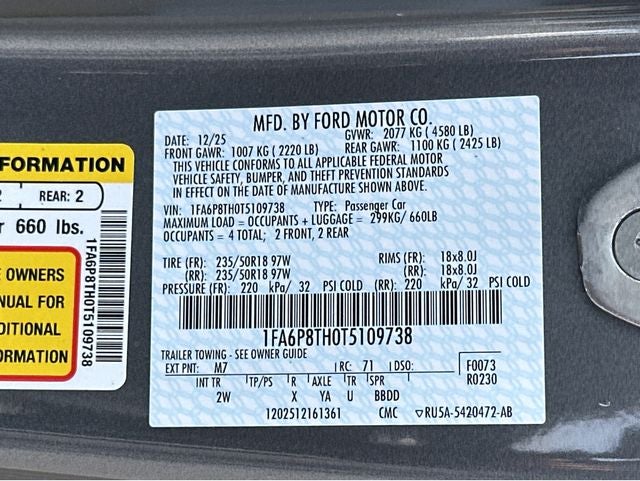 FORMATION
2 REAR: 2
r 660 lbs.
E OWNERS
NUAL FOR
DITIONAL
ORMATION
1FA6P8TH0T5109738
MFD. BY FORD MOTOR CO.
DATE: 12/25 GVWR: 2077 KG ( 4580 LB)
FRONT GAWR: 1007 KG ( 2220 LB) REAR GAWR: 1100 KG ( 2425 LB)
THIS VEHICLE CONFORMS TO ALL APPLICABLE FEDERAL MOTOR
VEHICLE SAFETY, BUMPER, AND THEFT PREVENTION STANDARDS
IN EFFECT ON THE DATE OF MANUFACTURE SHOWN ABOVE.
VIN: 1FA6P8TH0T5109738 TYPE: Passenger Car
MAXIMUM LOAD = OCCUPANTS + LUGGAGE = 299KG/ 660LB
OCCUPANTS = 4 TOTAL; 2 FRONT, 2 REAR
TIRE (FR): 235/50R18 97W RIMS (FR): 18x8.0J
(RR): 235/50R18 97W (RR): 18x8.0J
PRESSURE (FR): 220 kPa/ 32 PSI COLD (RR): 220 kPa/ 32 PSI COLD
1FA6P8TH0T5109738
TRAILER TOWING - SEE OWNER GUIDE
EXT PNT: M7 RC: 71 DSO: F0073
R0230
INT TR TP/PS R AXLE TR SPR
2W X YA U BBDD
1202512161361 CMC ▽RU5A-5420472-AB